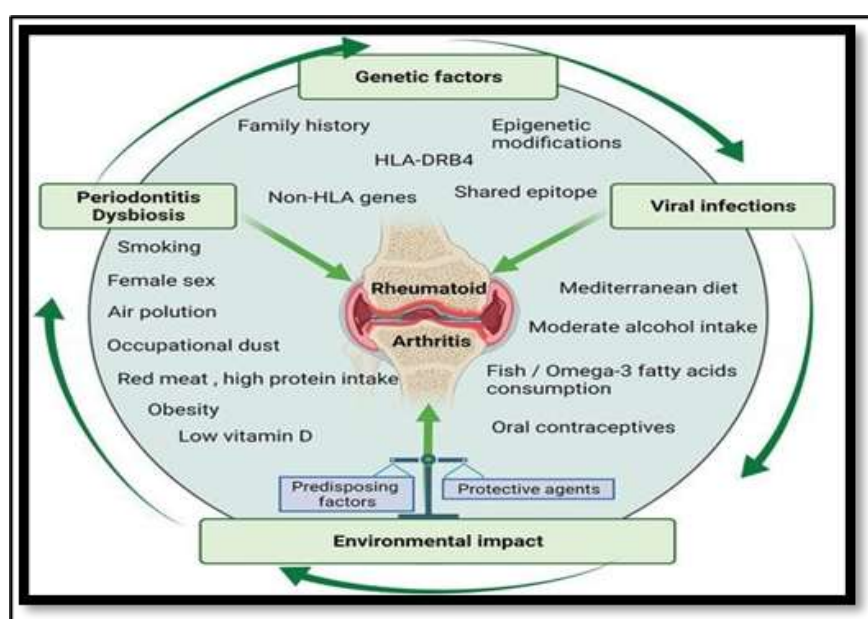 Genetic factors
Family history
Epigenetic
modifications
HLA-DRB4
Non-HLA genes
Shared epitope
Periodontitis
Dysbiosis
Viral infections
Smoking
Female sex
Air polution
Occupational dust
Red meat , high protein intake
Obesity
Low vitamin D
Rheumatoid
Arthritis
Mediterranean diet
Moderate alcohol intake
Fish / Omega-3 fatty acids
consumption
Oral contraceptives
Predisposing
factors
Protective agents
Environmental impact